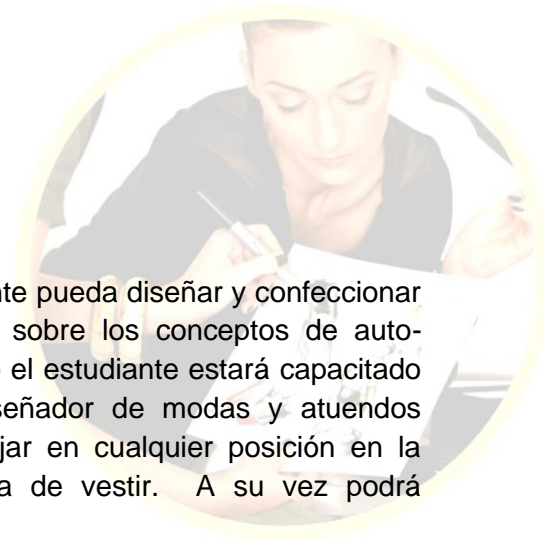 nte pueda diseñar y confeccionar
sobre los conceptos de auto-
el estudiante estará capacitado
señador de modas y atuendos
jar en cualquier posición en la
a de vestir. A su vez podrá